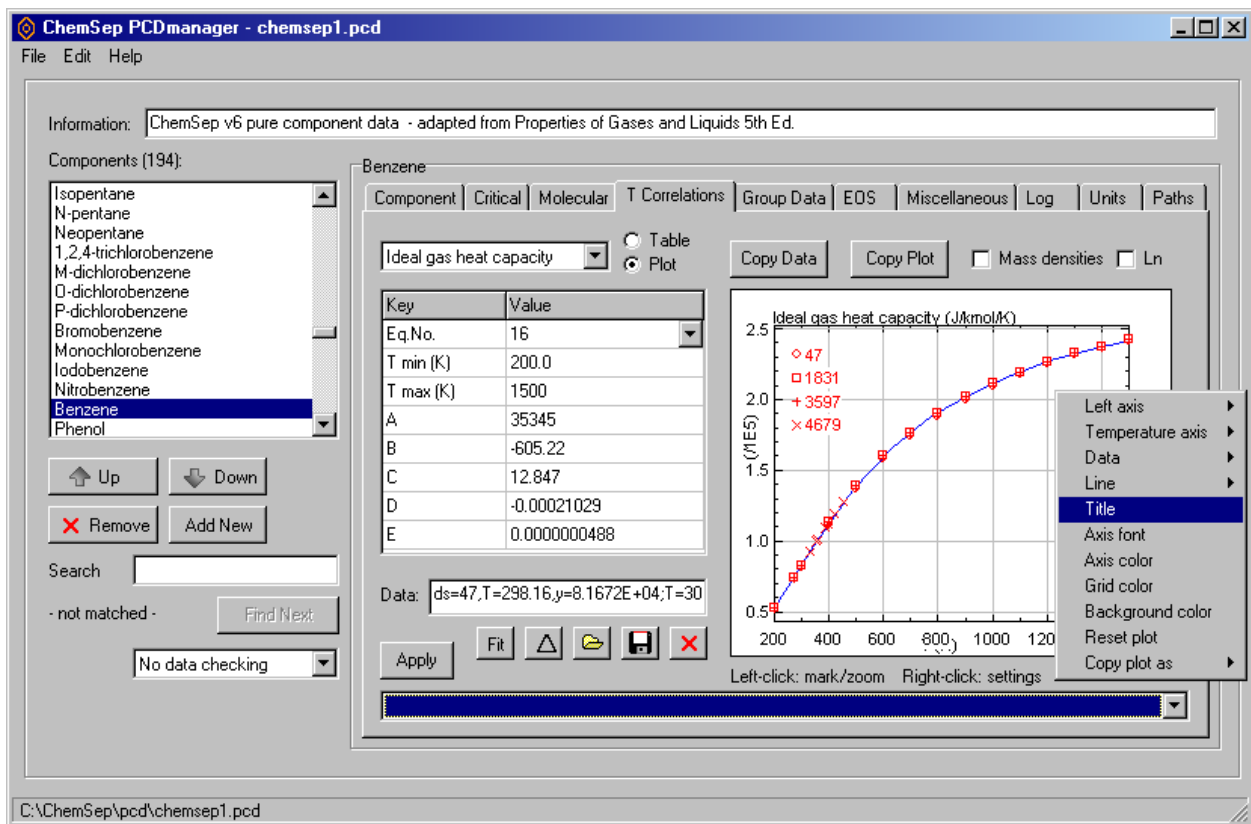 ChemSep PCDmanager - chemsep1.pcd
File Edit Help
Information: ChemSep v6 pure component data - adapted from Properties of Gases and Liquids 5th Ed.
Components (194):
Isopentane
N-pentane
Neopentane
1,2,4-trichlorobenzene
M-dichlorobenzene
O-dichlorobenzene
P-dichlorobenzene
Bromobenzene
Monochlorobenzene
Iodobenzene
Nitrobenzene
Benzene
Phenol
Up Down
Remove Add New
Search
- not matched - Find Next
No data checking
Benzene
Component Critical Molecular T Correlations Group Data EOS Miscellaneous Log Units Paths
Ideal gas heat capacity
Table
Plot
Copy Data Copy Plot Mass densities Ln
Key Value
Eq.No. 16
T min (K) 200.0
T max (K) 1500
A 35345
B -605.22
C 12.847
D -0.00021029
E 0.0000000488
Data: ds=47,T=298.16,y=8.1672E+04;T=30
Apply Fit
Ideal gas heat capacity (J/kmol/K)
2.5
2.0
1.5
1.0
0.5
(/1E5)
47
1831
3597
4679
200 400 600 800 1000 120
Left axis
Temperature axis
Data
Line
Title
Axis font
Axis color
Grid color
Background color
Reset plot
Copy plot as
Left-click: mark/zoom Right-click: settings
C:\ChemSep\pcd\chemsep1.pcd